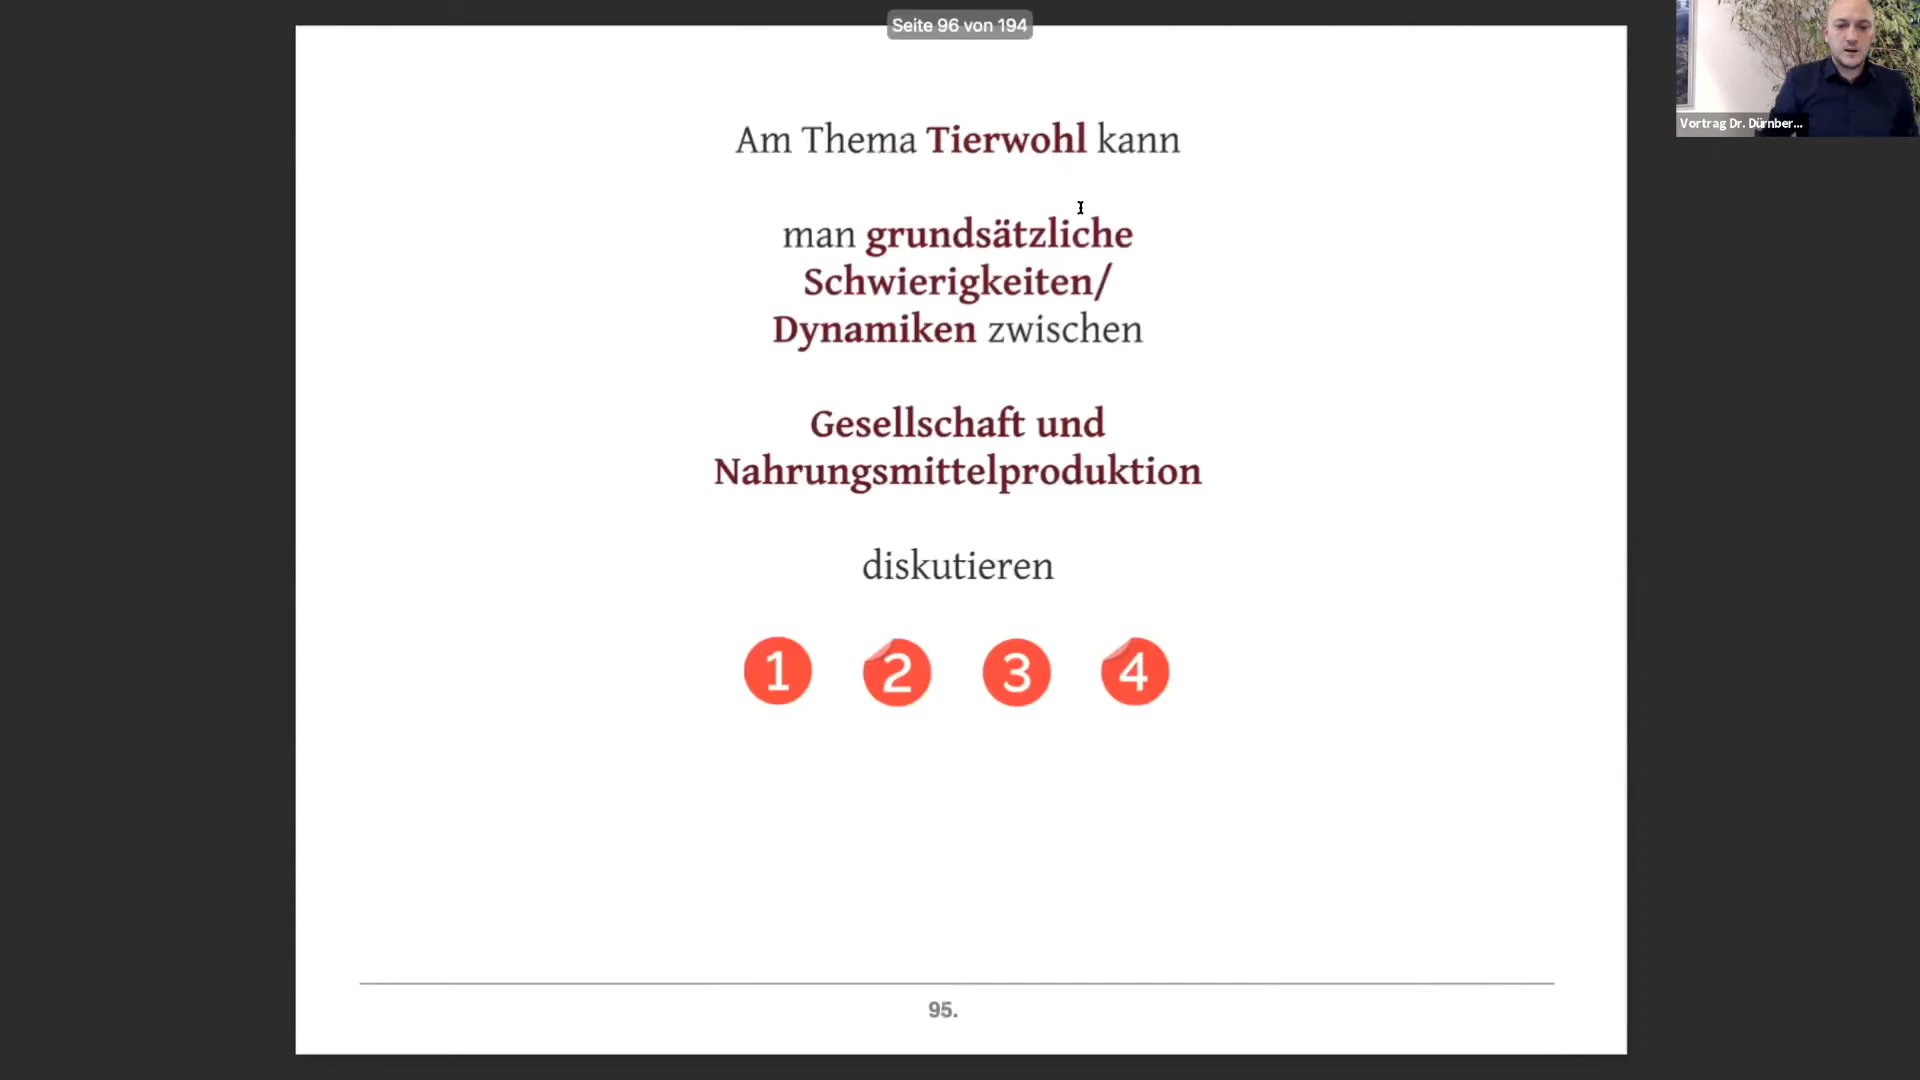 Seite 96 von 194
Vortrag Dr. Dürnber...
Am Thema Tierwohl kann
man grundsätzliche
Schwierigkeiten/
Dynamiken zwischen
Gesellschaft und
Nahrungsmittelproduktion
diskutieren
1 2 3 4
95.